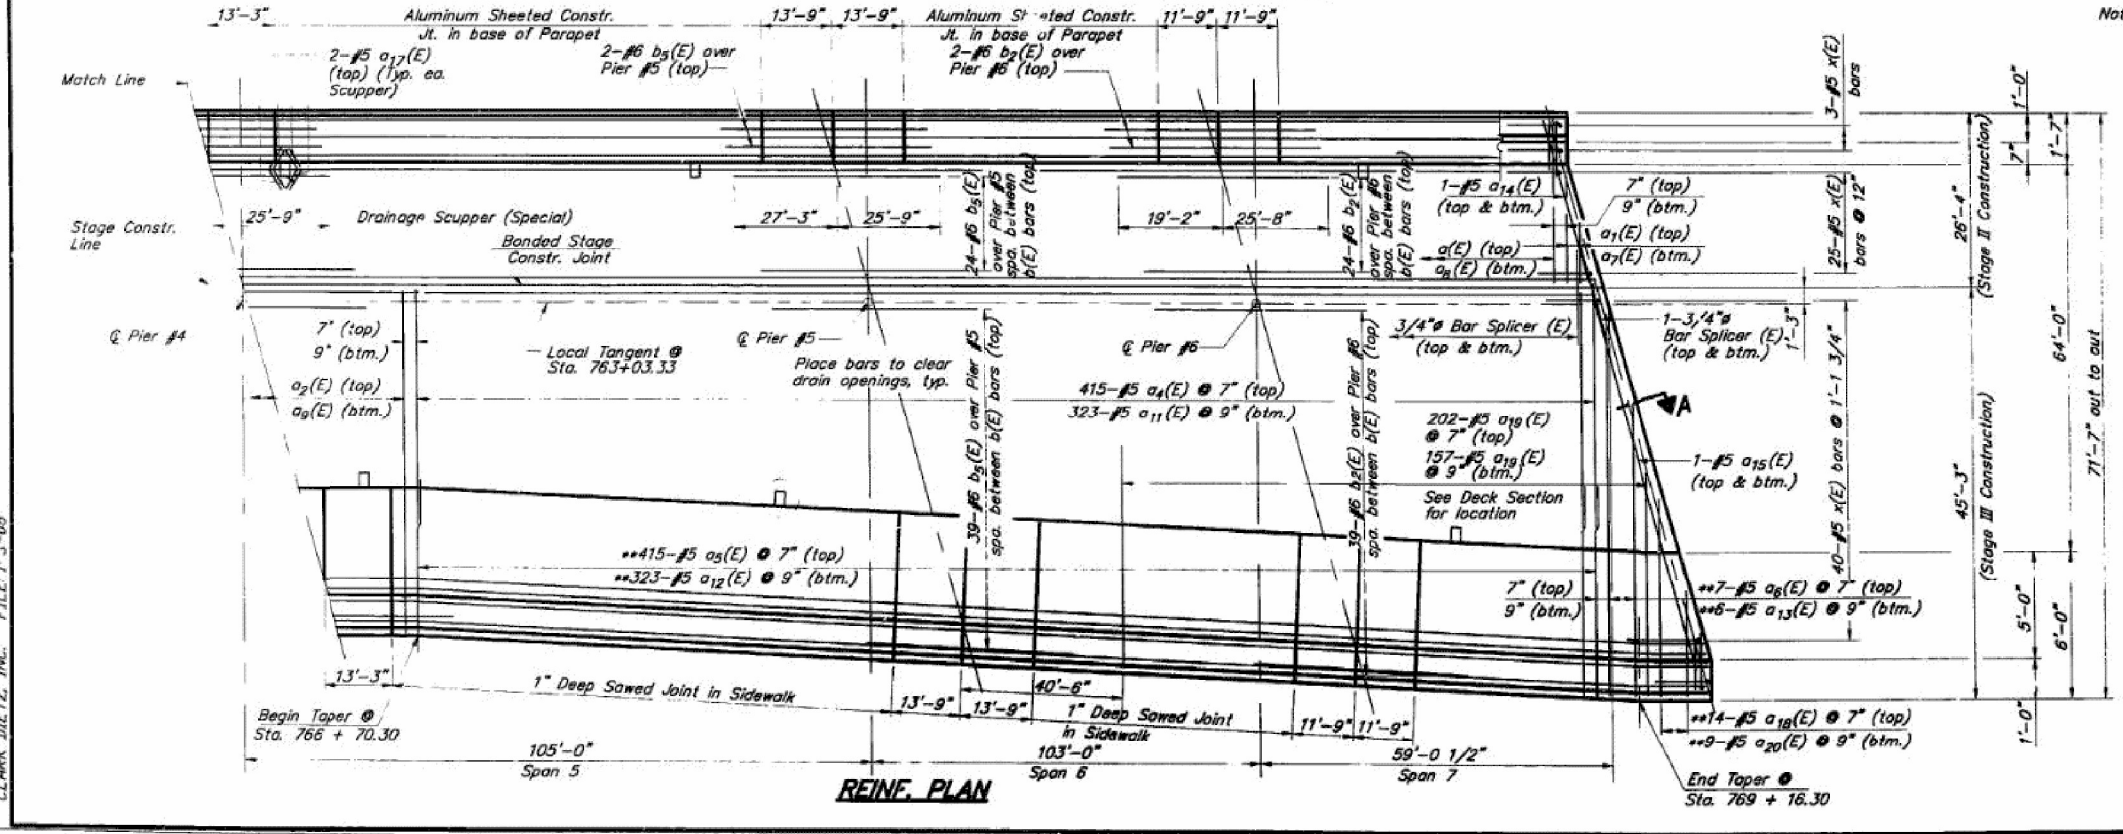 13'-3"
Aluminum Sheeted Constr.
Jt. in base of Parapet
13'-9" 13'-9"
Aluminum Sheeted Constr.
Jt. in base of Parapet
11'-9" 11'-9"
2-#5 a17(E)
(top) (Typ. ea.
Scupper)
2-#6 b5(E) over
Pier #5 (top)
2-#6 b2(E) over
Pier #6 (top)
Match Line
3-#5 x(E)
bars
1'-0"
1'-7"
7"
Stage Constr.
Line
25'-9"
Drainage Scupper (Special)
Bonded Stage
Constr. Joint
27'-3"
25'-9"
24-#6 b5(E)
over Pier #5
spa. between
b(E) bars (top)
19'-2"
25'-8"
24-#6 b2(E)
over Pier #6
spa. between
b(E) bars (top)
1-#5 a14(E)
(top & btm.)
a(E) (top)
a8(E) (btm.)
7" (top)
9" (btm.)
a1(E) (top)
a7(E) (btm.)
25-#5 x(E)
bars @ 12"
26'-4"
(Stage II Construction)
℄ Pier #4
7" (top)
9" (btm.)
a2(E) (top)
a9(E) (btm.)
Local Tangent @
Sta. 763+03.33
℄ Pier #5
Place bars to clear
drain openings, typ.
℄ Pier #6
3/4"ø Bar Splicer (E)
(top & btm.)
1-3/4"ø
Bar Splicer (E)
(top & btm.)
1'-3"
64'-0"
71'-7" out to out
415-#5 a4(E) @ 7" (top)
323-#5 a11(E) @ 9" (btm.)
39-#6 b5(E) over Pier #5
spa. between b(E) bars (top)
39-#6 b2(E) over Pier #6
spa. between b(E) bars (top)
202-#5 a19(E)
@ 7" (top)
157-#5 a19(E)
@ 9" (btm.)
See Deck Section
for location
A
1-#5 a15(E)
(top & btm.)
40-#5 x(E) bars @ 1'-1 3/4"
45'-3"
(Stage III Construction)
**415-#5 a5(E) @ 7" (top)
**323-#5 a12(E) @ 9" (btm.)
7" (top)
9" (btm.)
**7-#5 a6(E) @ 7" (top)
**6-#5 a13(E) @ 9" (btm.)
5'-0"
6'-0"
1'-0"
13'-3"
1" Deep Sawed Joint in Sidewalk
13'-9"
13'-9"
40'-6"
1" Deep Sawed Joint
in Sidewalk
11'-9" 11'-9"
Begin Taper @
Sta. 766 + 70.30
**14-#5 a18(E) @ 7" (top)
**9-#5 a20(E) @ 9" (btm.)
105'-0"
Span 5
103'-0"
Span 6
59'-0 1/2"
Span 7
End Taper @
Sta. 769 + 16.30
REINF. PLAN